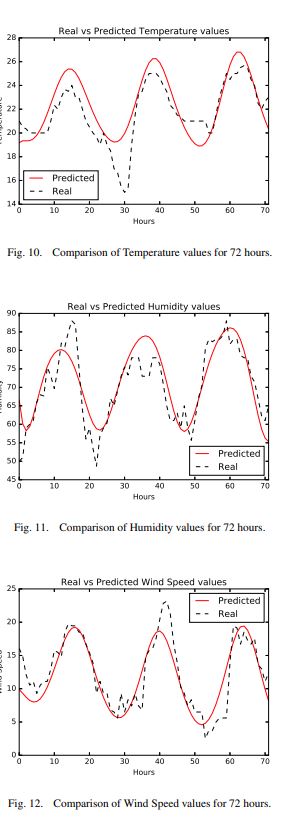 Real vs Predicted Temperature values
28
26
24
22
20
18
16
14
Predicted
Real
0 10 20 30 40 50 60 70
Hours
Fig. 10. Comparison of Temperature values for 72 hours.
Real vs Predicted Humidity values
90
85
80
75
70
65
60
55
50
45
Predicted
Real
0 10 20 30 40 50 60 70
Hours
Fig. 11. Comparison of Humidity values for 72 hours.
Real vs Predicted Wind Speed values
25
20
15
10
5
0
Predicted
Real
0 10 20 30 40 50 60 70
Hours
Fig. 12. Comparison of Wind Speed values for 72 hours.